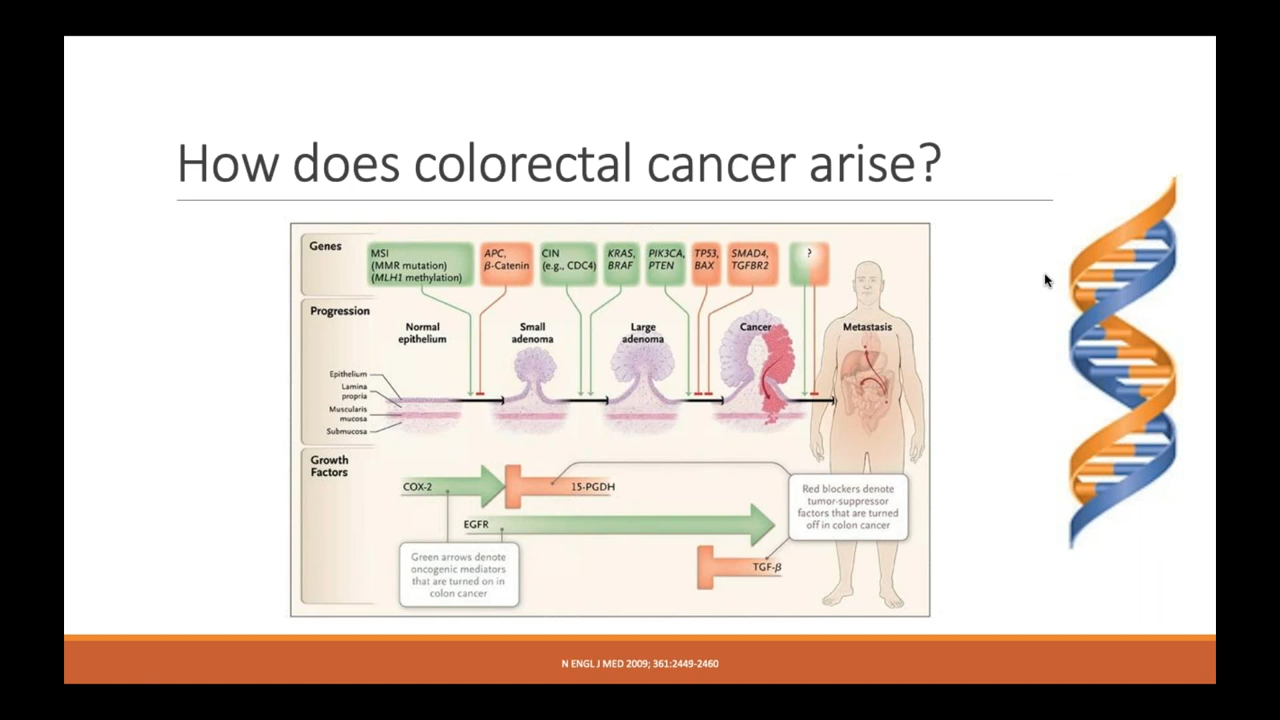 How does colorectal cancer arise?
Genes
MSI
(MMR mutation)
(MLH1 methylation)
APC,
β-Catenin
CIN
(e.g., CDC4)
KRAS,
BRAF
PIK3CA,
PTEN
TP53,
BAX
SMAD4,
TGFBR2
?
Progression
Normal
epithelium
Small
adenoma
Large
adenoma
Cancer
Metastasis
Epithelium
Lamina
propria
Muscularis
mucosa
Submucosa
Growth
Factors
COX-2
15-PGDH
EGFR
TGF-β
Red blockers denote
tumor-suppressor
factors that are turned
off in colon cancer
Green arrows denote
oncogenic mediators
that are turned on in
colon cancer
N ENGL J MED 2009; 361:2449-2460